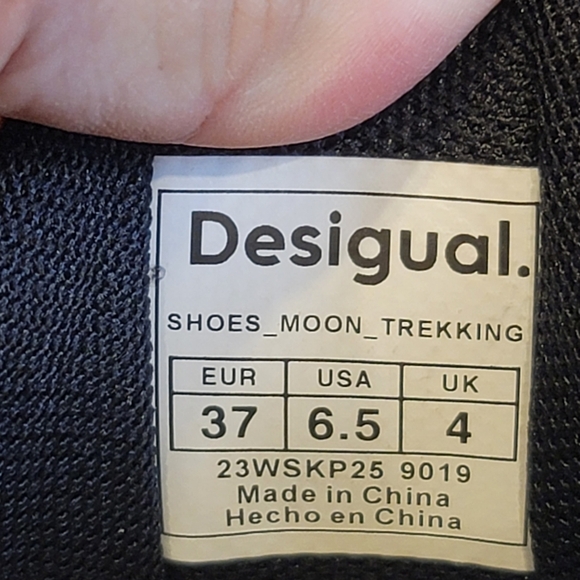 Desigual.
SHOES_MOON_TREKKING
EUR USA UK
37 6.5 4
23WSKP25 9019
Made in China
Hecho en China